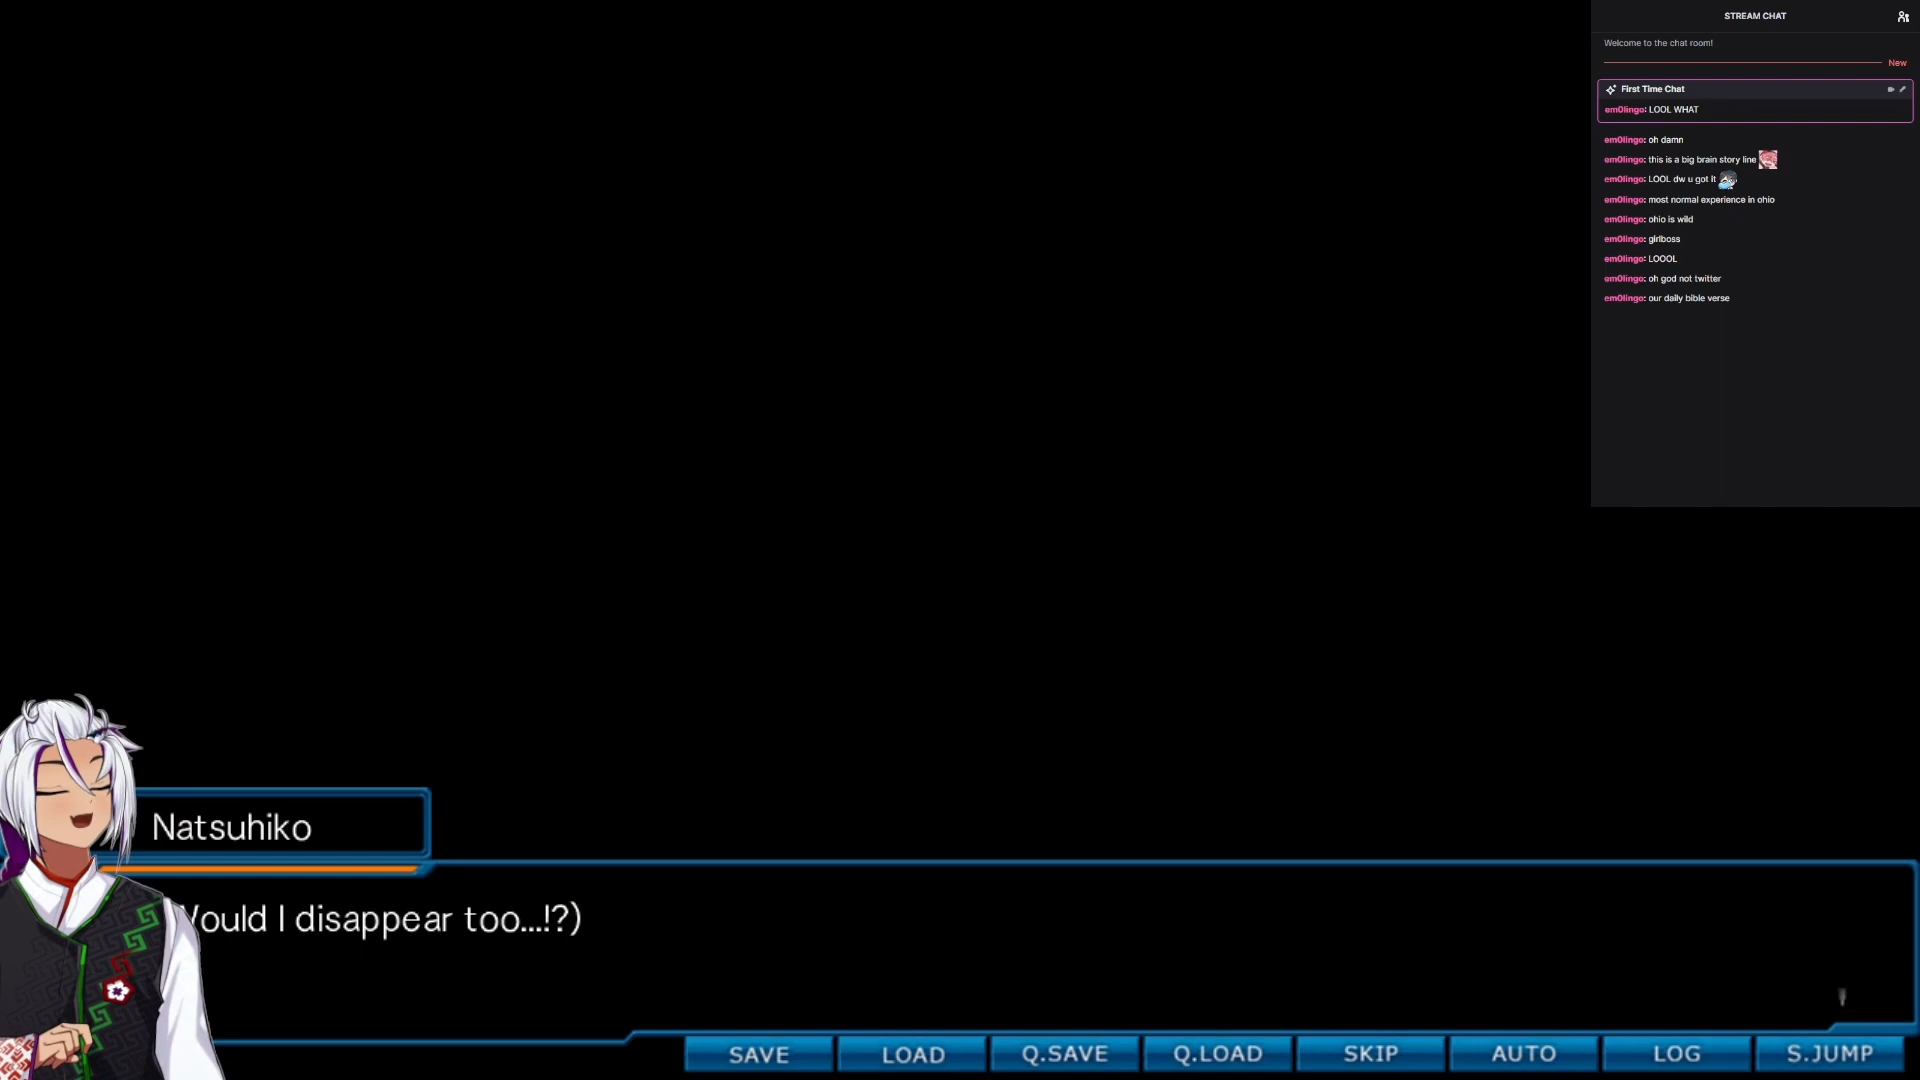 STREAM CHAT
Welcome to the chat room!
New
First Time Chat
em0lingo: LOOL WHAT
em0lingo: oh damn
em0lingo: this is a big brain story line
em0lingo: LOOL dw u got it
em0lingo: most normal experience in ohio
em0lingo: ohio is wild
em0lingo: girlboss
em0lingo: LOOOL
em0lingo: oh god not twitter
em0lingo: our daily bible verse
Natsuhiko
Would I disappear too...!?)
SAVE
LOAD
Q.SAVE
Q.LOAD
SKIP
AUTO
LOG
S.JUMP